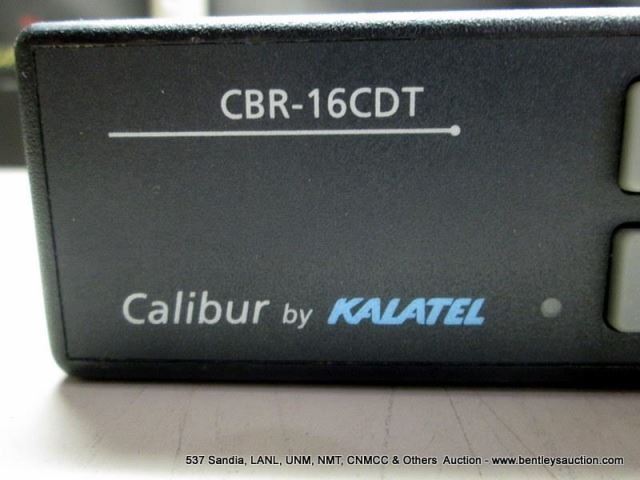 CBR-16CDT
Calibur by KALATEL
537 Sandia, LANL, UNM, NMT, CNMCC & Others Auction - www.bentleysauction.com